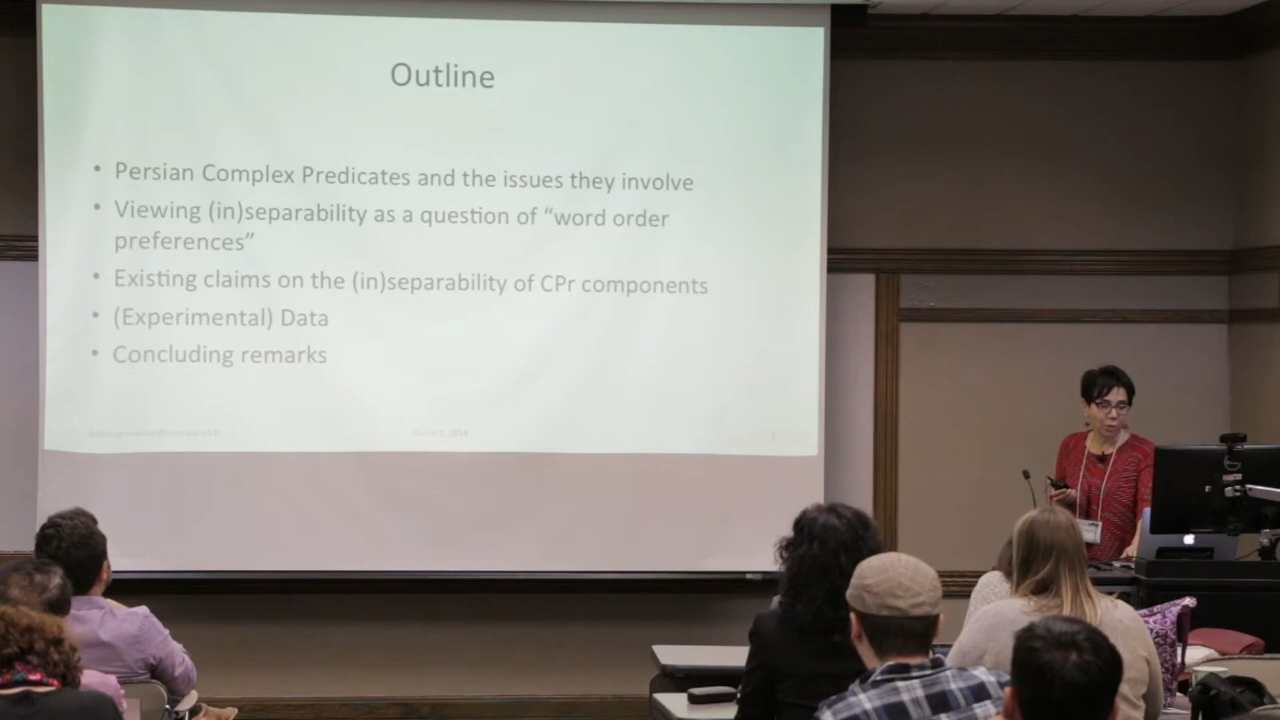 Outline
• Persian Complex Predicates and the issues they involve
• Viewing (in)separability as a question of “word order
preferences”
• Existing claims on the (in)separability of CPr components
• (Experimental) Data
• Concluding remarks